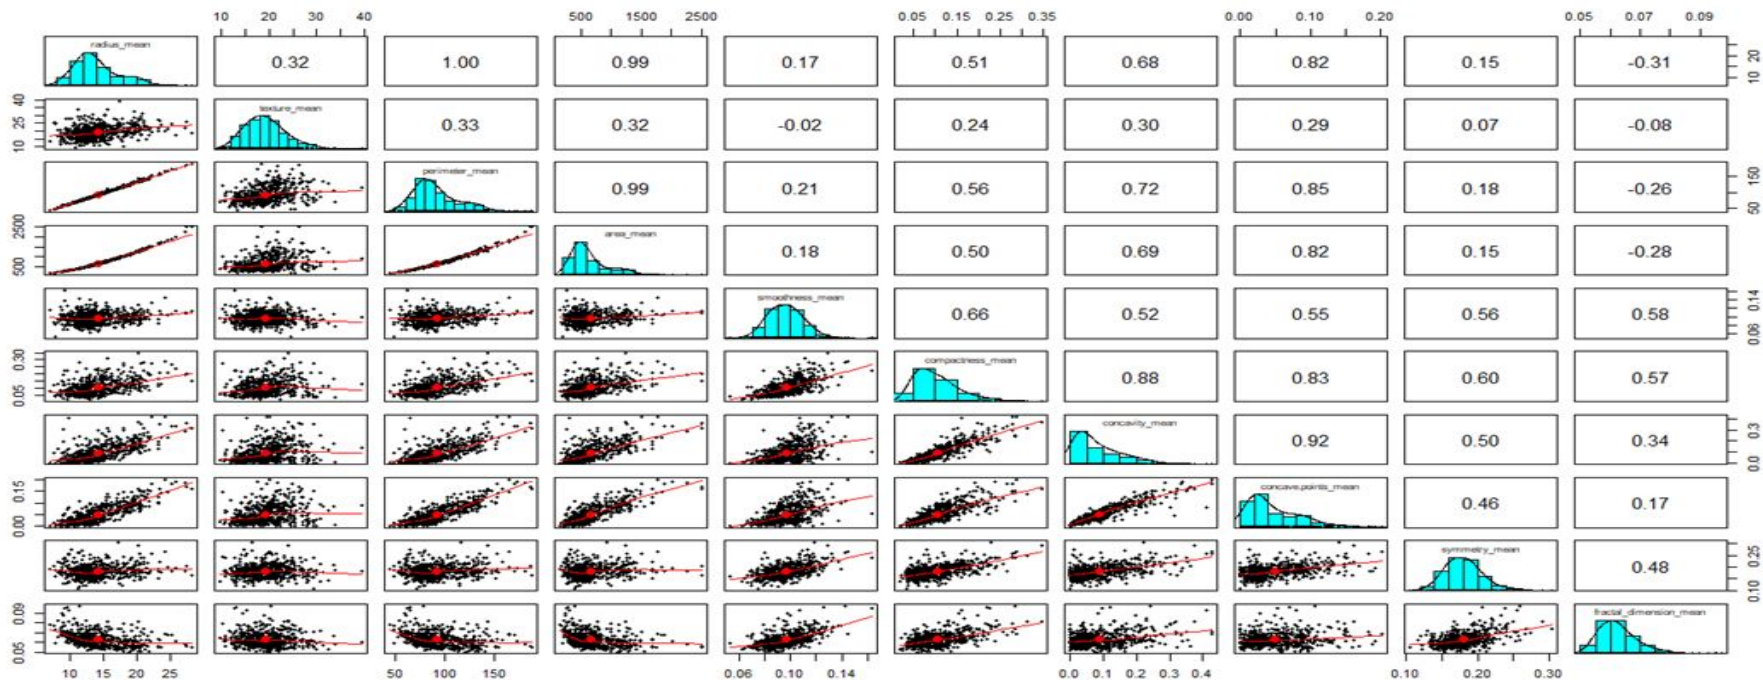 10 20 30 40 500 1500 2500 0.05 0.15 0.25 0.35 0.00 0.10 0.20 0.05 0.07 0.09
radius_mean 0.32 1.00 0.99 0.17 0.51 0.68 0.82 0.15 -0.31 10 20
10 25 40 texture_mean 0.33 0.32 -0.02 0.24 0.30 0.29 0.07 -0.08
perimeter_mean 0.99 0.21 0.56 0.72 0.85 0.18 -0.26 50 150
500 2500 area_mean 0.18 0.50 0.69 0.82 0.15 -0.28
smoothness_mean 0.66 0.52 0.55 0.56 0.58 0.06 0.09 0.14
0.05 0.30 compactness_mean 0.88 0.83 0.60 0.57
concavity_mean 0.92 0.50 0.34 0.0 0.3
0.00 0.15 concave.points_mean 0.46 0.17
symmetry_mean 0.48 0.10 0.25
0.05 0.09 fractal_dimension_mean
10 15 20 25 50 100 150 0.06 0.10 0.14 0.0 0.1 0.2 0.3 0.4 0.10 0.20 0.30